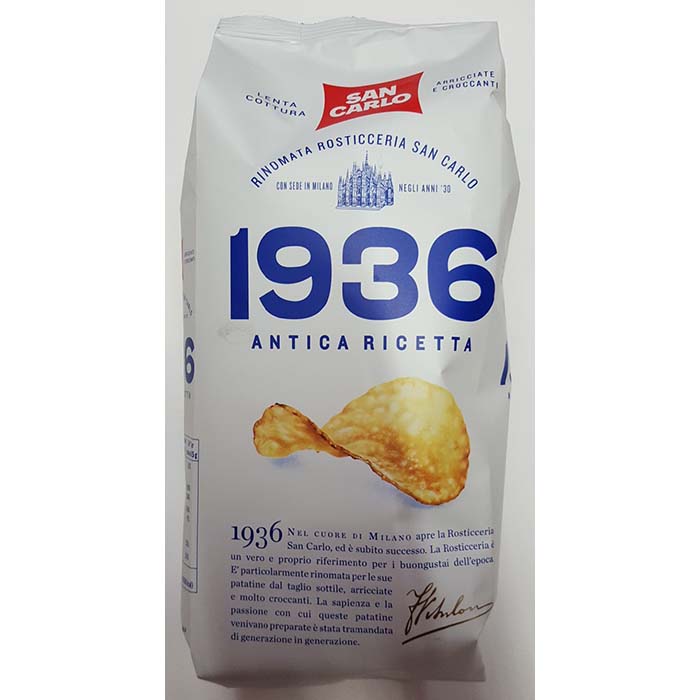 LENTA
COTTURA
SAN
CARLO
ARRICCIATE
E CROCCANTI
RINOMATA ROSTICCERIA SAN CARLO
CON SEDE IN MILANO
NEGLI ANNI '30
1936
ANTICA RICETTA
1936 NEL CUORE DI MILANO apre la Rosticceria
San Carlo, ed è subito successo. La Rosticceria è
un vero e proprio riferimento per i buongustai dell'epoca.
E' particolarmente rinomata per le sue
patatine dal taglio sottile, arricciate
e molto croccanti. La sapienza e la
passione con cui queste patatine
venivano preparate è stata tramandata
di generazione in generazione.
6